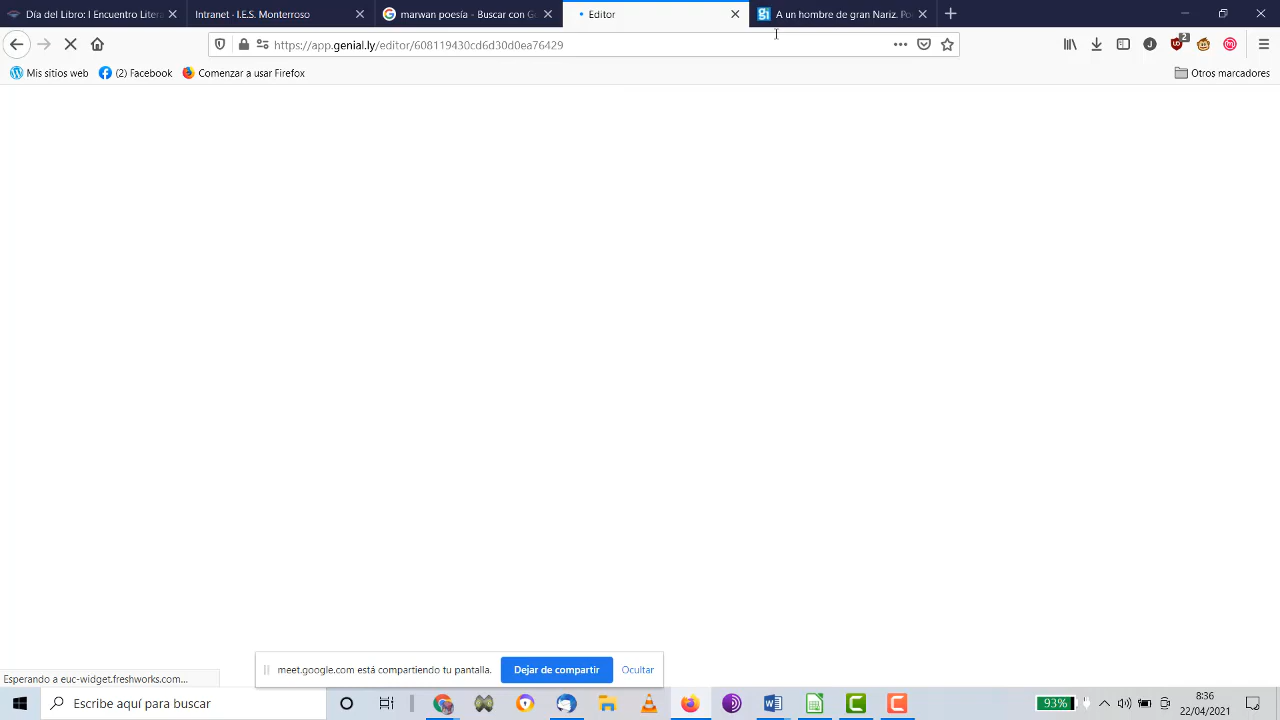 Día del Libro: I Encuentro Litera
Intranet - I.E.S. Monterroso
marwan poesía - Buscar con Go
Editor
A un hombre de gran Nariz. Po
https://app.genial.ly/editor/608119430cd6d30d0ea76429
2
Mis sitios web
(2) Facebook
Comenzar a usar Firefox
Otros marcadores
meet.google.com está compartiendo tu pantalla.
Dejar de compartir
Ocultar
Esperando a euc-widget.freshworks.com...
Escribe aquí para buscar
93%
8:36
22/04/2021